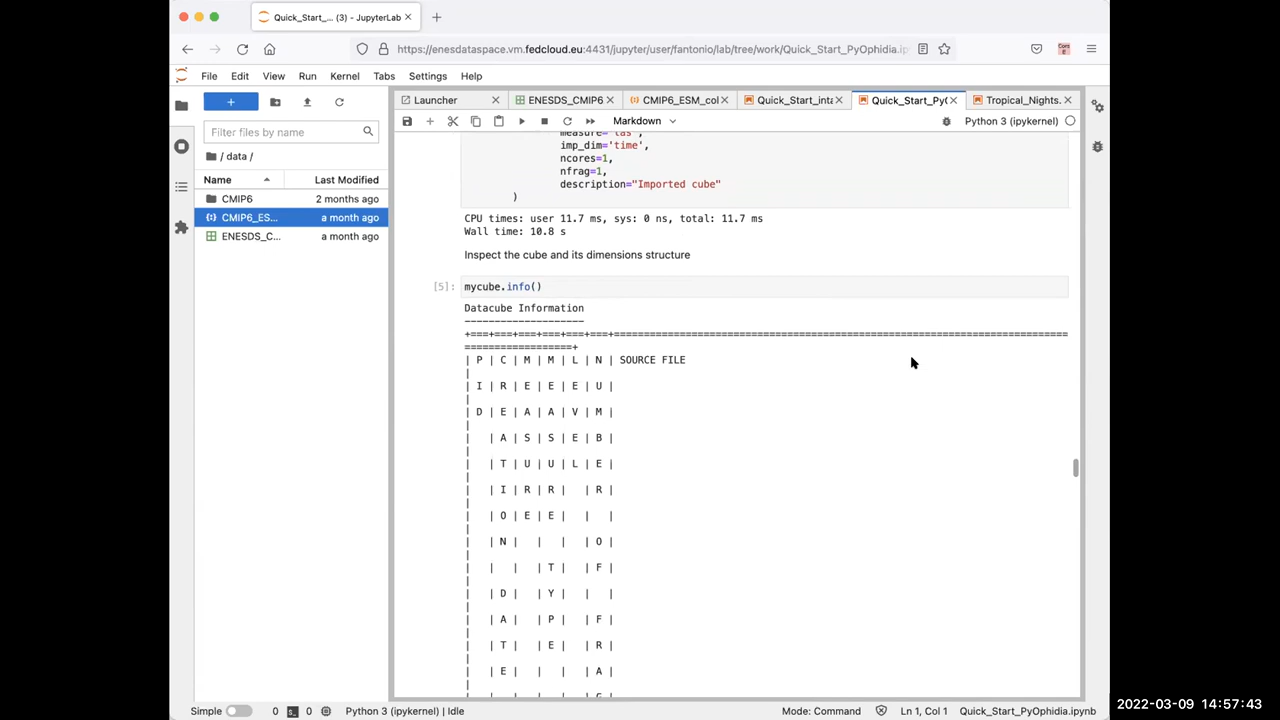 Quick_Start_... (3) - JupyterLab
https://enesdataspace.vm.fedcloud.eu:4431/jupyter/user/fantonio/lab/tree/work/Quick_Start_PyOphidia.ip
File Edit View Run Kernel Tabs Settings Help
Launcher ENESDS_CMIP6 CMIP6_ESM_col Quick_Start_inta Quick_Start_PyO Tropical_Nights.
Markdown Python 3 (ipykernel)
Filter files by name
/ data /
Name Last Modified
CMIP6 2 months ago
CMIP6_ES... a month ago
ENESDS_C... a month ago
measure='tas',
imp_dim='time',
ncores=1,
nfrag=1,
description="Imported cube"
)
CPU times: user 11.7 ms, sys: 0 ns, total: 11.7 ms
Wall time: 10.8 s
Inspect the cube and its dimensions structure
[5]: mycube.info()
Datacube Information
--------------------
+===+===+===+===+===+===+============================================================================
==================+
| P | C | M | M | L | N | SOURCE FILE
| I | R | E | E | E | U |
| D | E | A | A | V | M |
| | A | S | S | E | B |
| | T | U | U | L | E |
| | I | R | R | | R |
| | O | E | E | | |
| | N | | | | O |
| | | | T | | F |
| | D | | Y | | |
| | A | | P | | F |
| | T | | E | | R |
| | E | | | | A |
Simple 0 0 Python 3 (ipykernel) | Idle Mode: Command Ln 1, Col 1 Quick_Start_PyOphidia.ipynb
2022-03-09 14:57:43